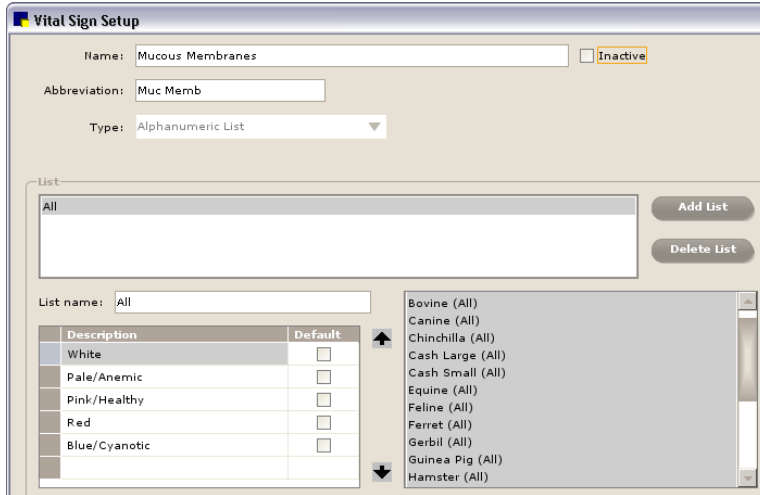 Vital Sign Setup
Name: Mucous Membranes Inactive
Abbreviation: Muc Memb
Type: Alphanumeric List
List
All
Add List
Delete List
List name: All
Description Default
White
Pale/Anemic
Pink/Healthy
Red
Blue/Cyanotic
Bovine (All)
Canine (All)
Chinchilla (All)
Cash Large (All)
Cash Small (All)
Equine (All)
Feline (All)
Ferret (All)
Gerbil (All)
Guinea Pig (All)
Hamster (All)